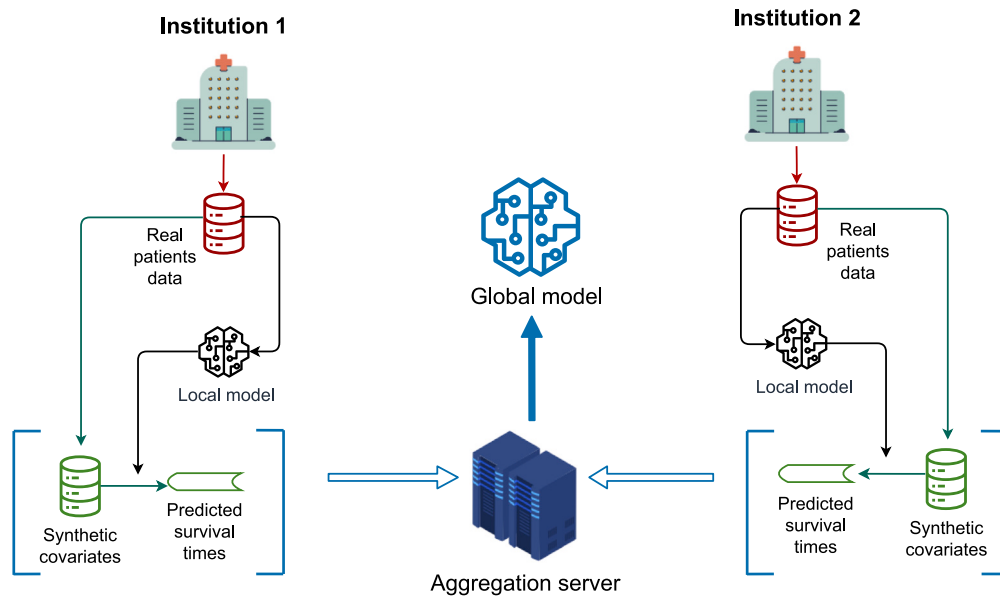 Institution 1
Institution 2
Real
patients
data
Real
patients
data
Global model
Local model
Local model
Synthetic
covariates
Predicted
survival
times
Predicted
survival
times
Synthetic
covariates
Aggregation server